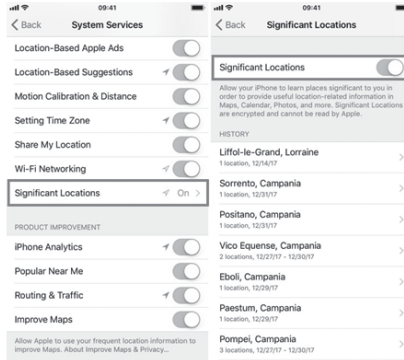 09:41
Back System Services
Location-Based Apple Ads
Location-Based Suggestions
Motion Calibration & Distance
Setting Time Zone
Share My Location
Wi-Fi Networking
Significant Locations On
PRODUCT IMPROVEMENT
iPhone Analytics
Popular Near Me
Routing & Traffic
Improve Maps
Allow Apple to use your frequent location information to
improve Maps. About Improve Maps & Privacy...
09:41
Back Significant Locations
Significant Locations
Allow your iPhone to learn places significant to you in
order to provide useful location-related information in
Maps, Calendar, Photos, and more. Significant Locations
are encrypted and cannot be read by Apple.
HISTORY
Liffol-le-Grand, Lorraine
1 location, 12/14/17
Sorrento, Campania
1 location, 12/31/17
Positano, Campania
1 location, 12/31/17
Vico Equense, Campania
2 locations, 12/27/17 - 12/30/17
Eboli, Campania
1 location, 12/29/17
Paestum, Campania
1 location, 12/29/17
Pompei, Campania
3 locations, 12/27/17 - 12/30/17